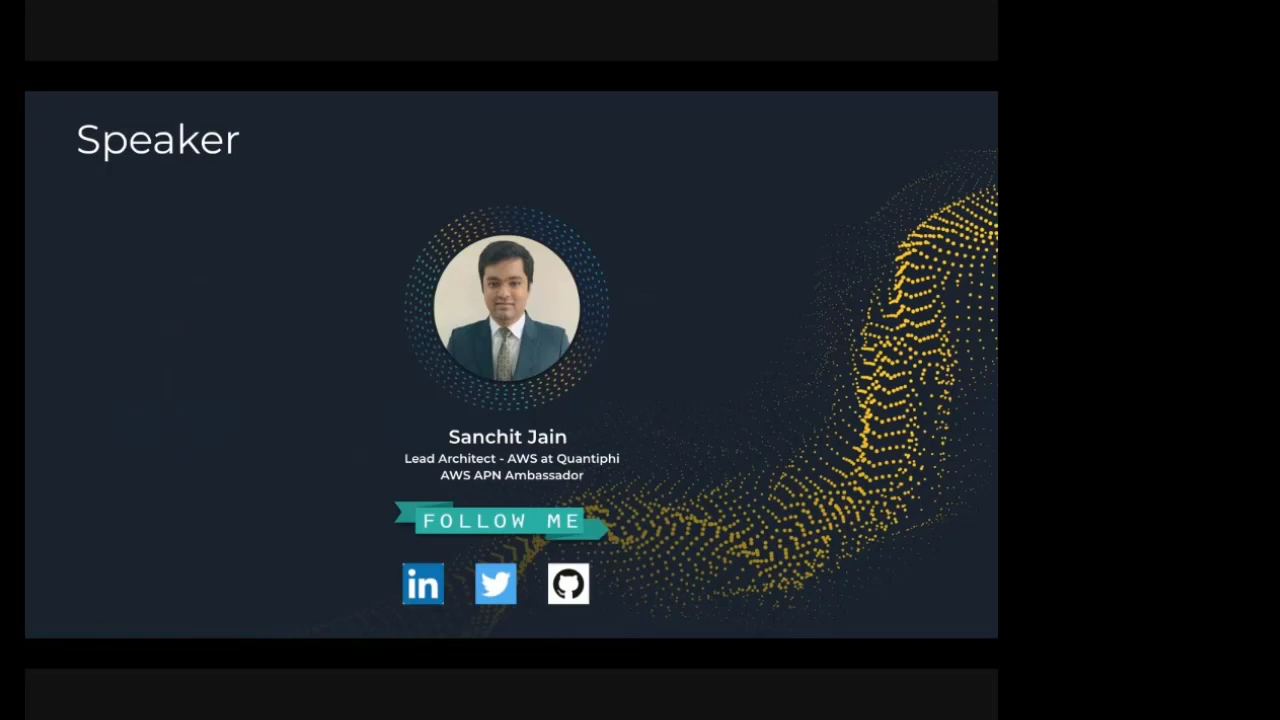 Speaker
Sanchit Jain
Lead Architect - AWS at Quantiphi
AWS APN Ambassador
FOLLOW ME
in